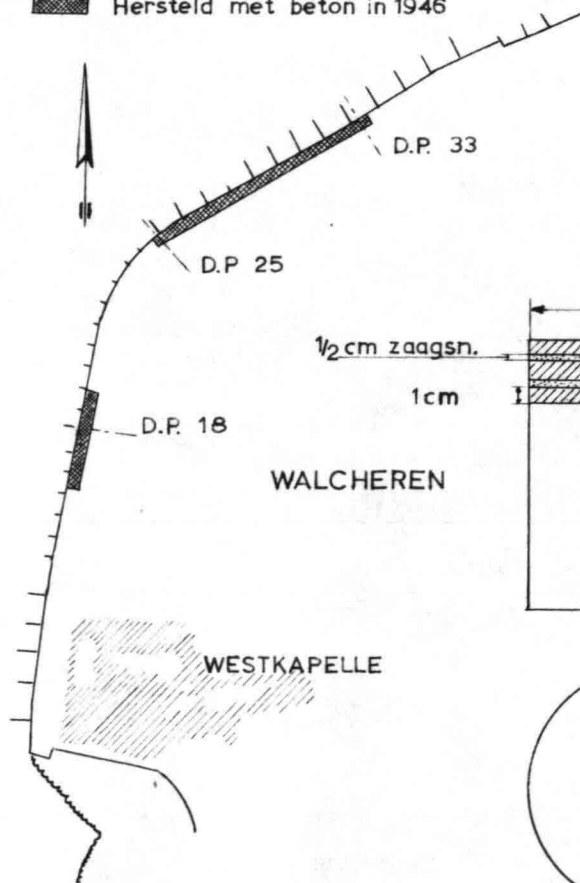 Hersteld met beton in 1946
D.P. 33
D.P 25
1/2 cm zaagsn.
1cm
D.P. 18
WALCHEREN
WESTKAPELLE